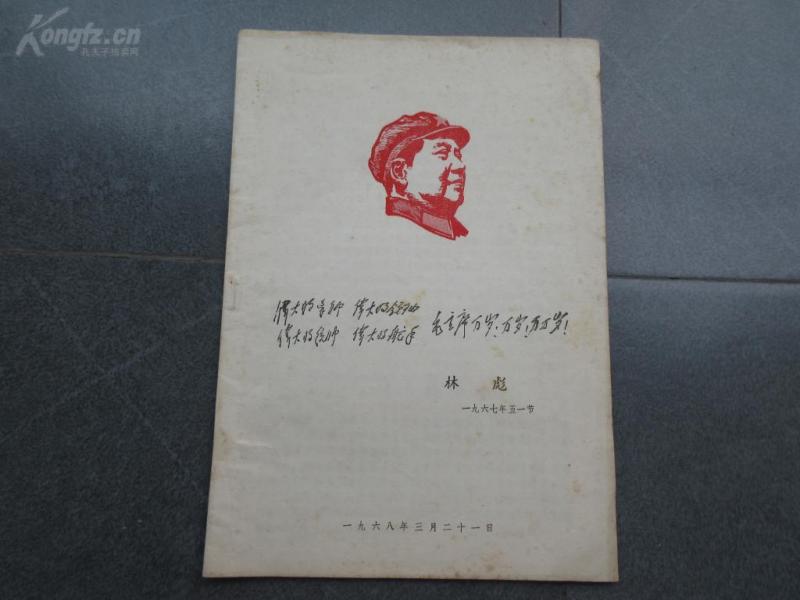 Kongfz.cn
孔夫子拍卖网
伟大的导师 伟大的领袖
伟大的统帅 伟大的舵手 毛主席万岁！万岁！万万岁！
林 彪
一九六七年五一节
一九六八年三月二十一日